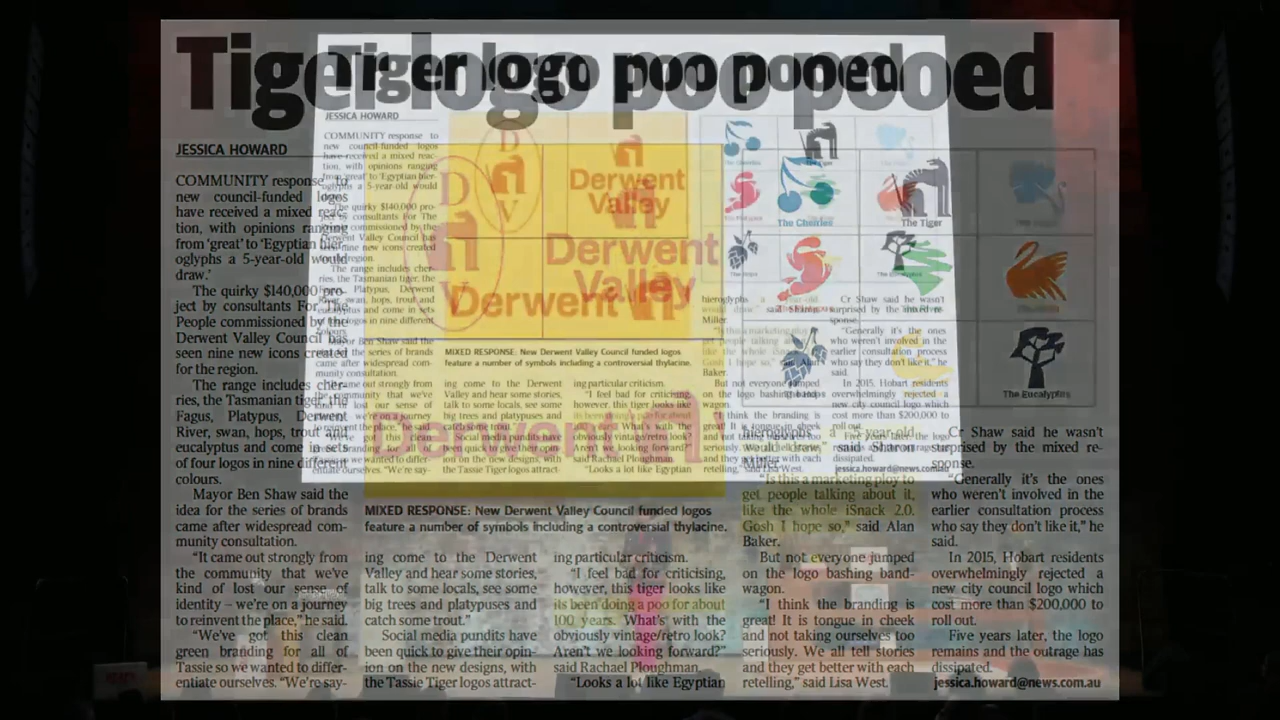 Tiger logo poo pooed
JESSICA HOWARD
COMMUNITY response to
new council-funded logos
have received a mixed reac-
tion, with opinions ranging
from 'great' to 'Egyptian hier-
oglyphs a 5-year-old would
draw.'
The quirky $140,000 pro-
ject by consultants For The
People commissioned by the
Derwent Valley Council has
seen nine new icons created
for the region.
The range includes cher-
ries, the Tasmanian tiger, the
Fagus, Platypus, Derwent
River, swan, hops, trout and
eucalyptus and come in sets
of four logos in nine different
colours.
Mayor Ben Shaw said the
idea for the series of brands
came after widespread com-
munity consultation.
"It came out strongly from
the community that we've
kind of lost our sense of
identity – we're on a journey
to reinvent the place," he said.
"We've got this clean
green branding for all of
Tassie so we wanted to differ-
entiate ourselves. "We're say-
D
V
Derwent
Valley
Derwent
Derwent
The Cherries
The Tiger
The Eucalyptus
MIXED RESPONSE: New Derwent Valley Council funded logos
feature a number of symbols including a controversial thylacine.
ing come to the Derwent
Valley and hear some stories,
talk to some locals, see some
big trees and platypuses and
catch some trout."
Social media pundits have
been quick to give their opin-
ion on the new designs, with
the Tassie Tiger logos attract-
ing particular criticism.
"I feel bad for criticising,
however, this tiger looks like
its been doing a poo for about
100 years. What's with the
obviously vintage/retro look?
Aren't we looking forward?"
said Rachael Ploughman.
"Looks a lot like Egyptian
hieroglyphs a 5-year-old
would draw," said Sharon
Miller.
"Is this a marketing ploy to
get people talking about it,
like the whole iSnack 2.0.
Gosh I hope so," said Alan
Baker.
But not everyone jumped
on the logo bashing band-
wagon.
"I think the branding is
great! It is tongue in cheek
and not taking ourselves too
seriously. We all tell stories
and they get better with each
retelling," said Lisa West.
Cr Shaw said he wasn't
surprised by the mixed re-
sponse.
"Generally it's the ones
who weren't involved in the
earlier consultation process
who say they don't like it," he
said.
In 2015, Hobart residents
overwhelmingly rejected a
new city council logo which
cost more than $200,000 to
roll out.
Five years later, the logo
remains and the outrage has
dissipated.
jessica.howard@news.com.au